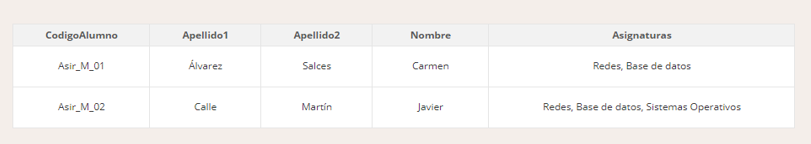 CodigoAlumno Apellido1 Apellido2 Nombre Asignaturas
Asir_M_01 Álvarez Salces Carmen Redes, Base de datos
Asir_M_02 Calle Martín Javier Redes, Base de datos, Sistemas Operativos